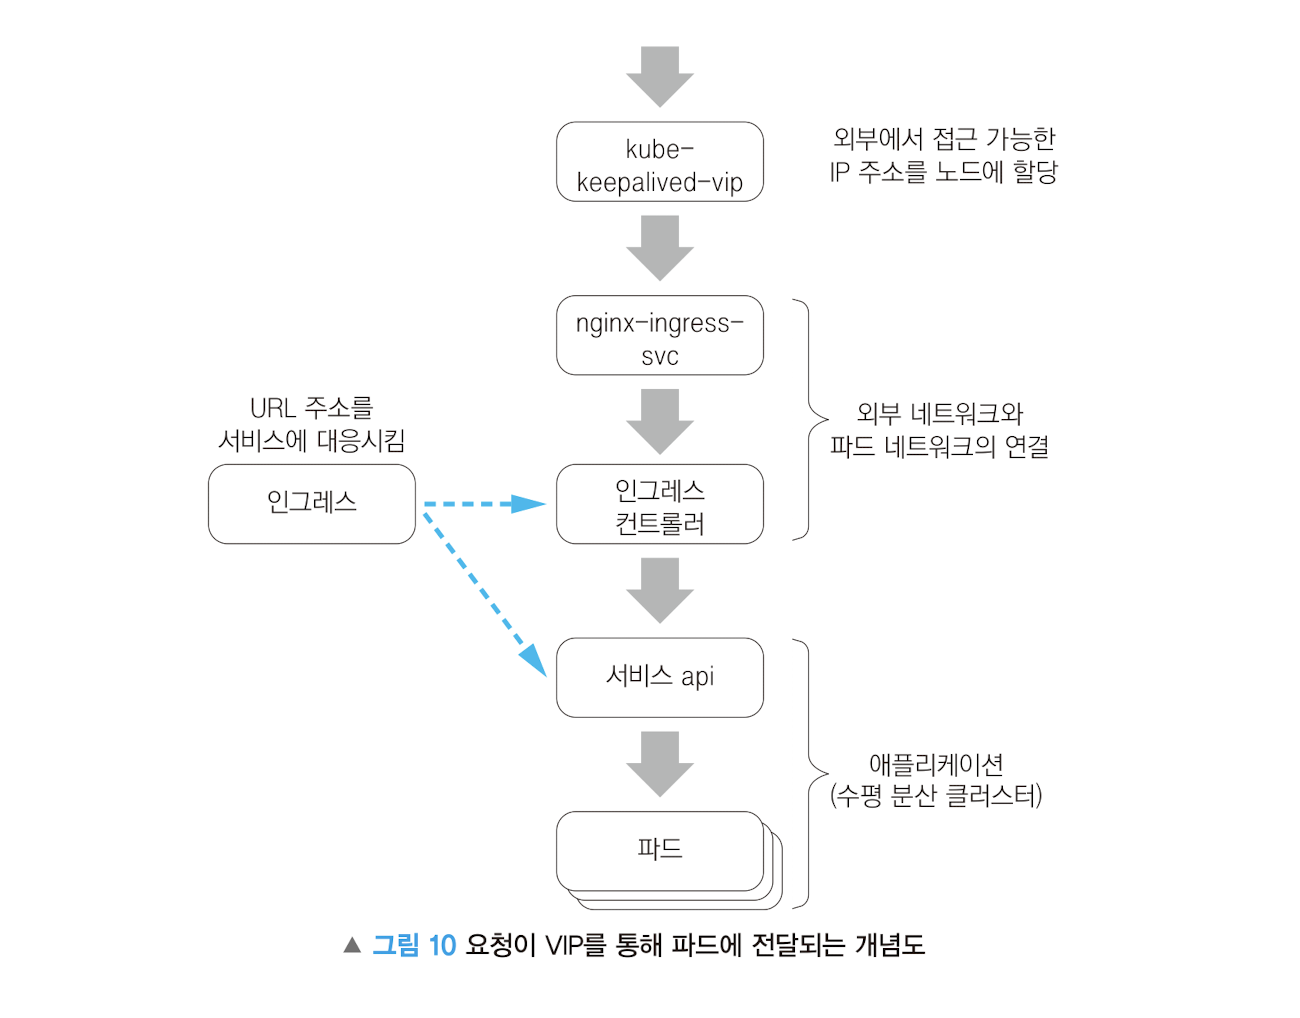 kube-
keepalived-vip
외부에서 접근 가능한
IP 주소를 노드에 할당
nginx-ingress-
svc
URL 주소를
서비스에 대응시킴
인그레스
외부 네트워크와
파드 네트워크의 연결
인그레스
컨트롤러
서비스 api
애플리케이션
(수평 분산 클러스터)
파드
▲ 그림 10 요청이 VIP를 통해 파드에 전달되는 개념도